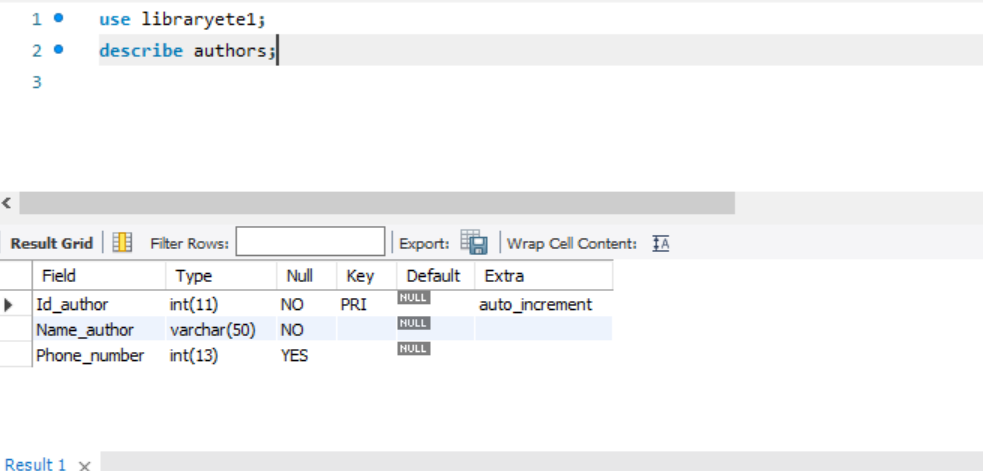 1 use libraryete1;
2 describe authors;
3
Result Grid Filter Rows: Export: Wrap Cell Content: IA
Field Type Null Key Default Extra
Id_author int(11) NO PRI NULL auto_increment
Name_author varchar(50) NO NULL
Phone_number int(13) YES NULL
Result 1 ×